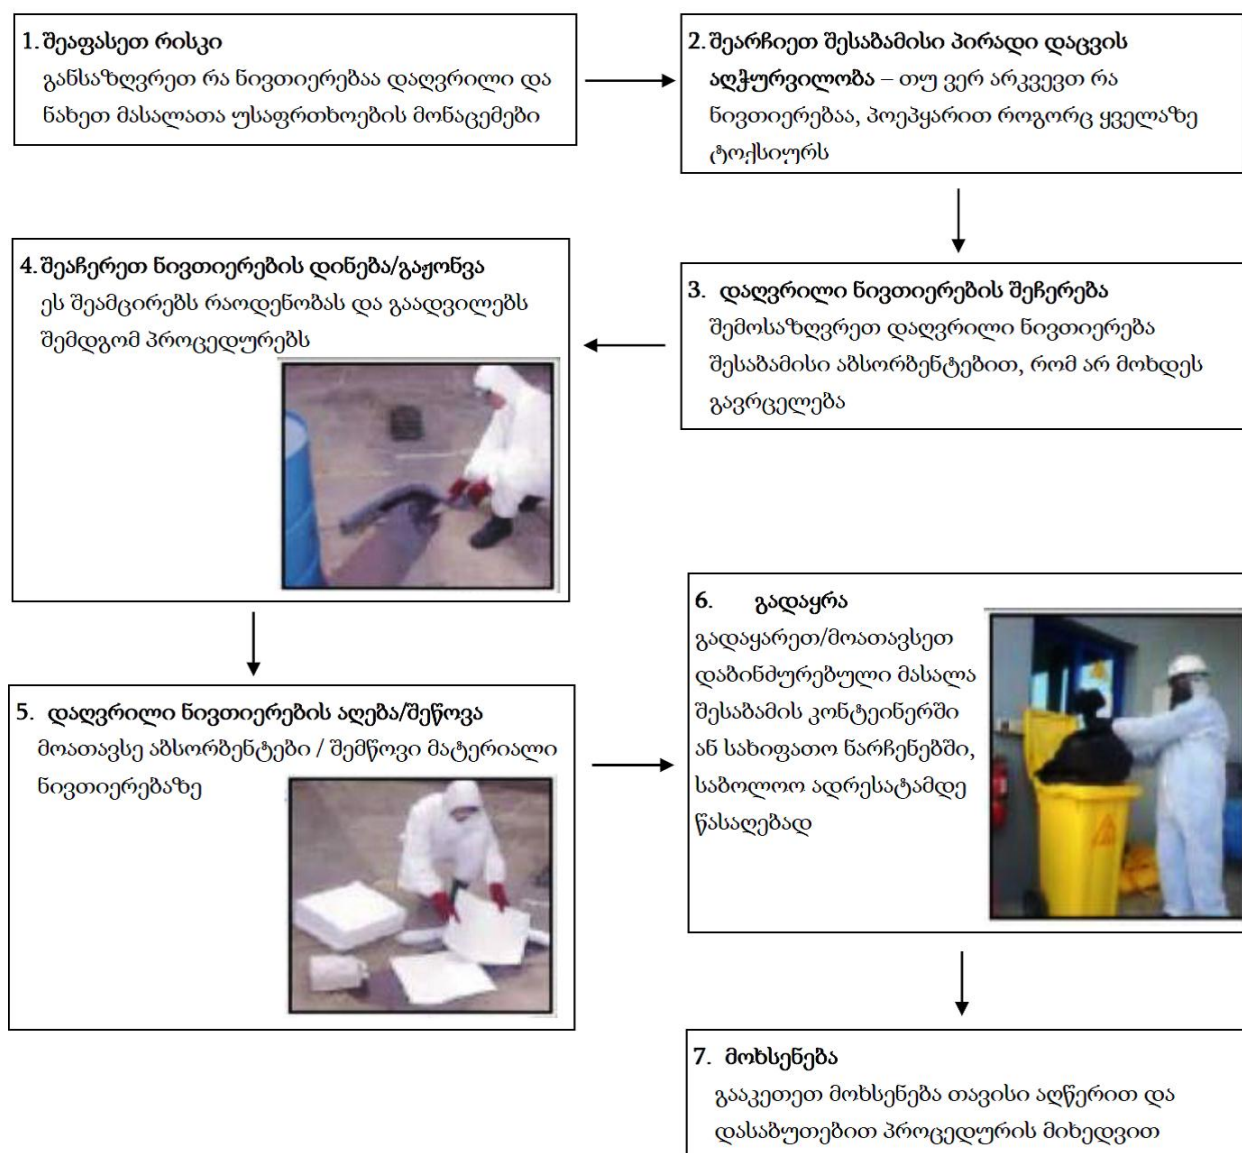 1. შეაფასეთ რისკი
განსაზღვრეთ რა ნივთიერებაა დაღვრილი და
ნახეთ მასალათა უსაფრთხოების მონაცემები
2. შეარჩიეთ შესაბამისი პირადი დაცვის
აღჭურვილობა – თუ ვერ არკვევთ რა
ნივთიერებაა, მოეპყარით როგორც ყველაზე
ტოქსიურს
3. დაღვრილი ნივთიერების შეჩერება
შემოსაზღვრეთ დაღვრილი ნივთიერება
შესაბამისი აბსორბენტებით, რომ არ მოხდეს
გავრცელება
4. შეაჩერეთ ნივთიერების დინება/გაჟონვა
ეს შეამცირებს რაოდენობას და გაადვილებს
შემდგომ პროცედურებს
5. დაღვრილი ნივთიერების აღება/შეწოვა
მოათავსე აბსორბენტები / შემწოვი მატერიალი
ნივთიერებაზე
6. გადაყრა
გადაყარეთ/მოათავსეთ
დაბინძურებული მასალა
შესაბამის კონტეინერში
ან სახიფათო ნარჩენებში,
საბოლოო ადრესატამდე
წასაღებად
7. მოხსენება
გააკეთეთ მოხსენება თავისი აღწერით და
დასაბუთებით პროცედურის მიხედვით